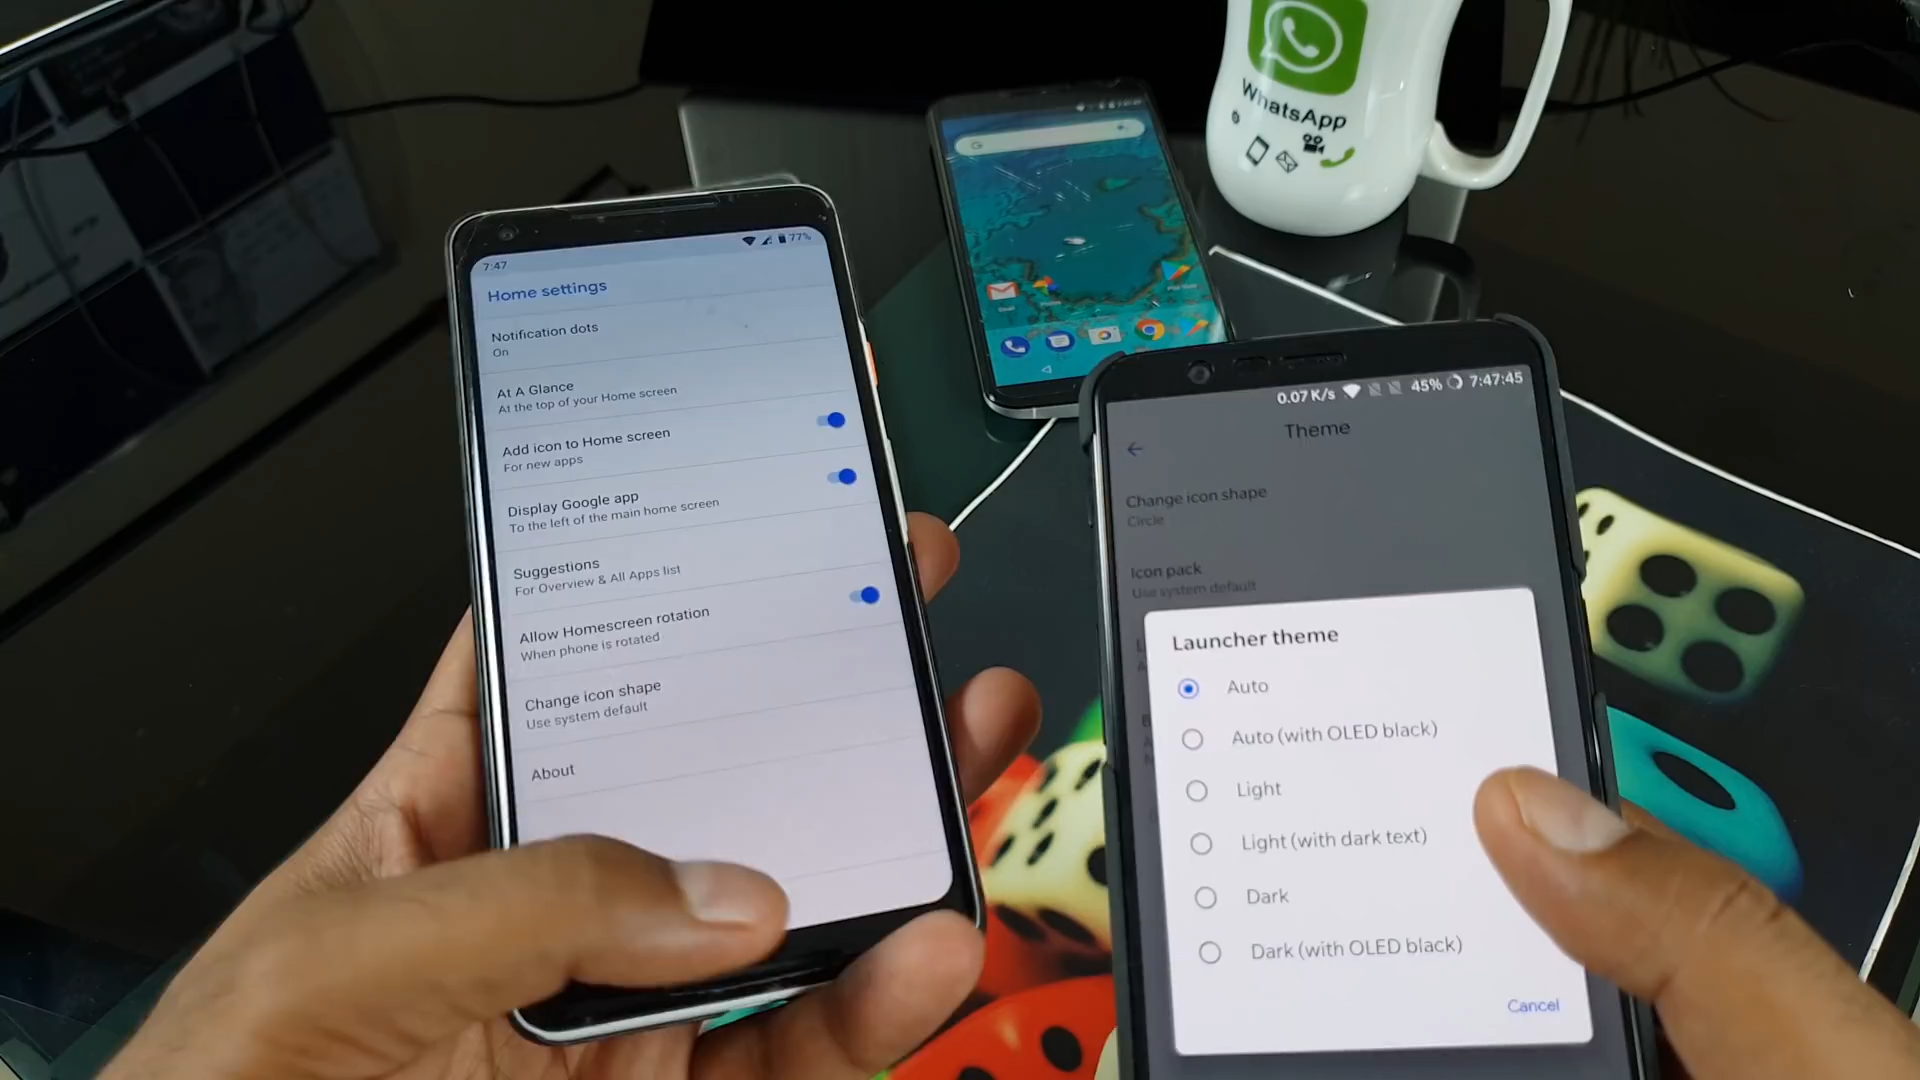 WhatsApp
7:47
77%
Home settings
Notification dots
On
At A Glance
At the top of your Home screen
Add icon to Home screen
For new apps
Display Google app
To the left of the main home screen
Suggestions
For Overview & All Apps list
Allow Homescreen rotation
When phone is rotated
Change icon shape
Use system default
About
0.07 K/s 45% 7:47:45
Theme
Change icon shape
Circle
Icon pack
Use system default
Launcher theme
Auto
Auto (with OLED black)
Light
Light (with dark text)
Dark
Dark (with OLED black)
Cancel